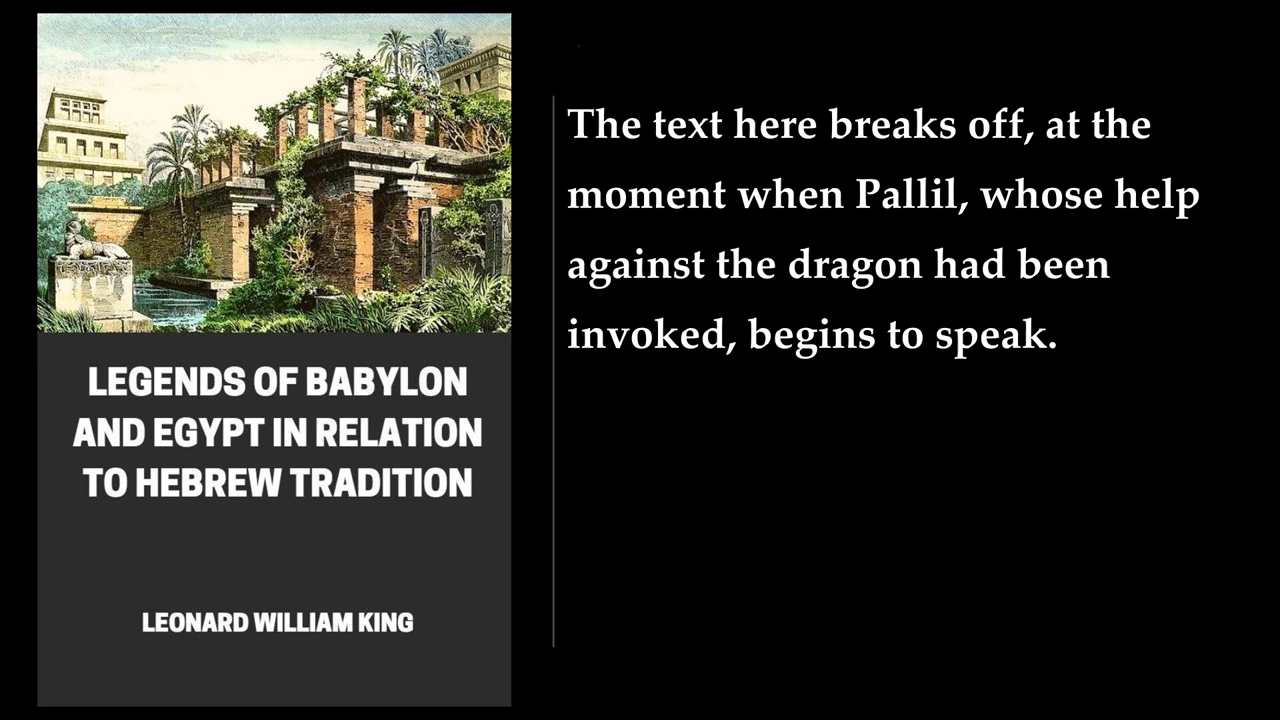 LEGENDS OF BABYLON
AND EGYPT IN RELATION
TO HEBREW TRADITION
LEONARD WILLIAM KING
The text here breaks off, at the
moment when Pallil, whose help
against the dragon had been
invoked, begins to speak.